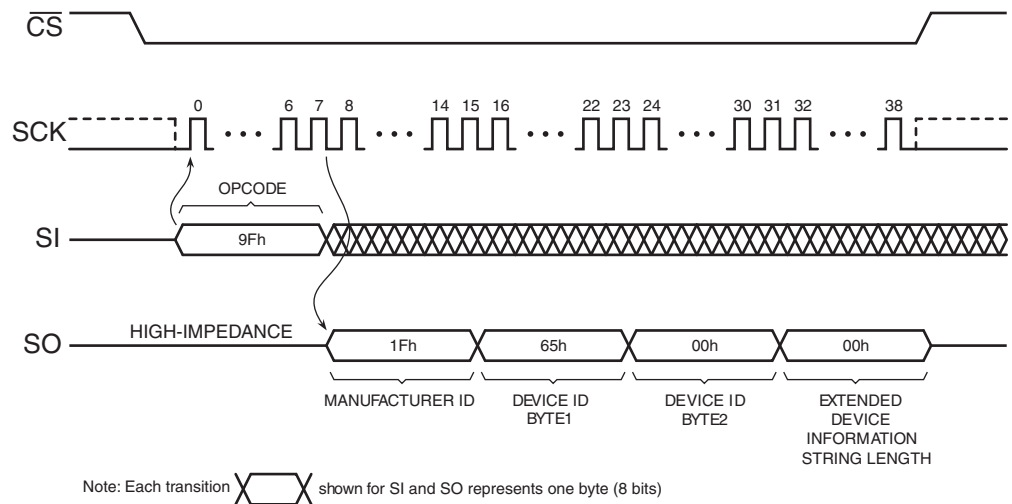 CS
SCK
0 6 7 8 14 15 16 22 23 24 30 31 32 38
OPCODE
SI
9Fh
HIGH-IMPEDANCE
SO
1Fh 65h 00h 00h
MANUFACTURER ID
DEVICE ID
BYTE1
DEVICE ID
BYTE2
EXTENDED
DEVICE
INFORMATION
STRING LENGTH
Note: Each transition shown for SI and SO represents one byte (8 bits)